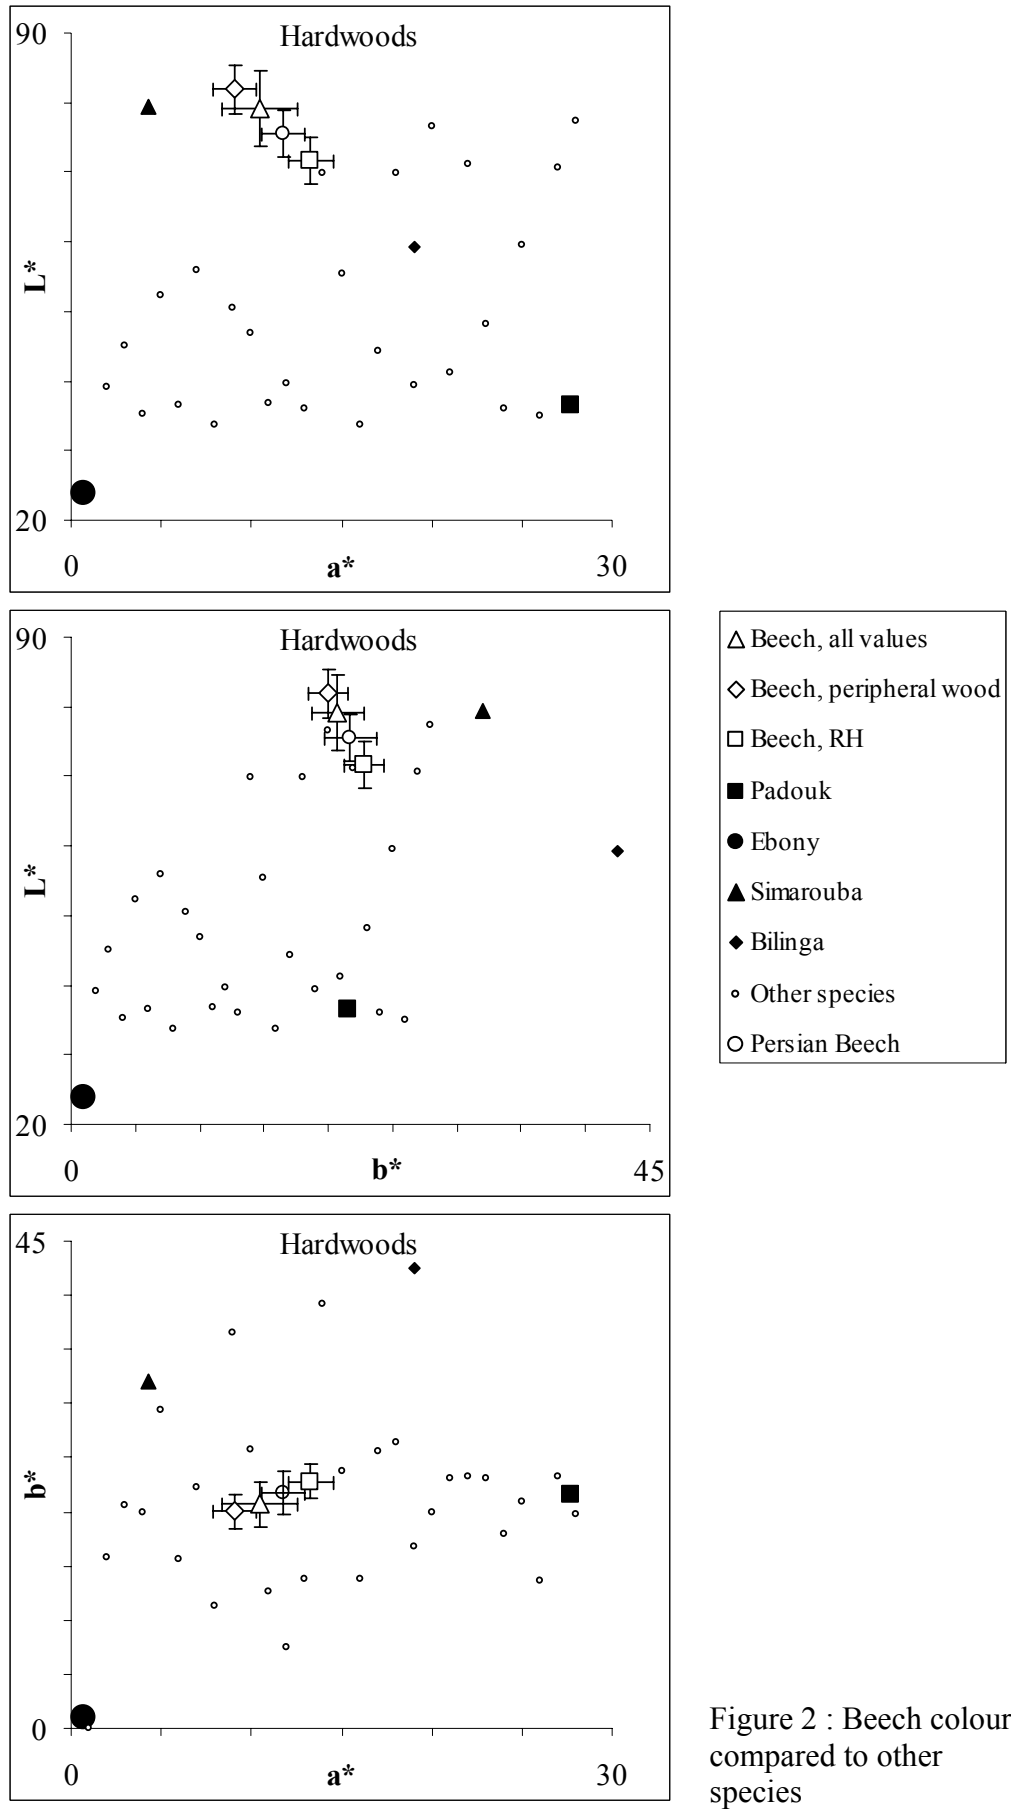 Hardwoods
90
L*
20
0
a*
30
Hardwoods
90
L*
20
0
b*
45
Beech, all values
Beech, peripheral wood
Beech, RH
Padouk
Ebony
Simarouba
Bilinga
Other species
Persian Beech
Hardwoods
45
b*
0
0
a*
30
Figure 2 : Beech colour
compared to other
species